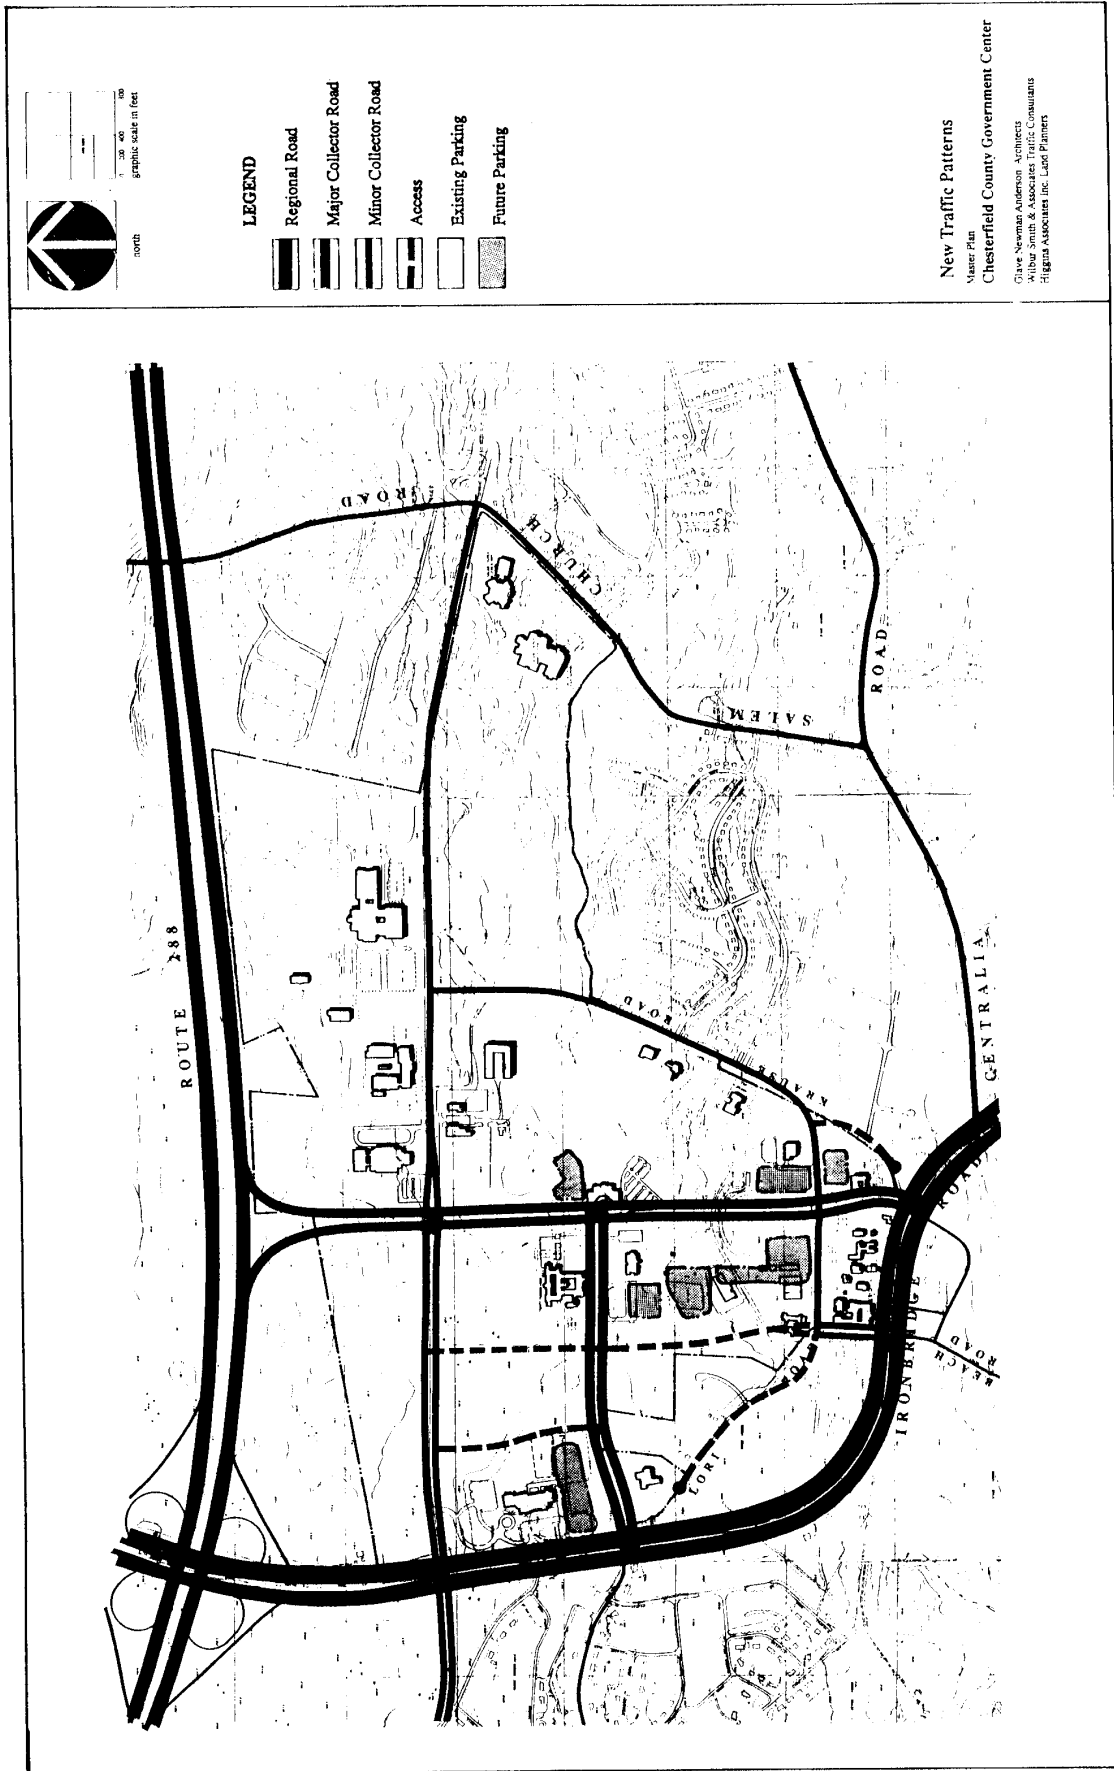 0 200 400 800
graphic scale in feet
north
LEGEND
Regional Road
Major Collector Road
Minor Collector Road
Access
Existing Parking
Future Parking
New Traffic Patterns
Master Plan
Chesterfield County Government Center
Glave Newman Anderson Architects
Wilbur Smith & Associates Traffic Consultants
Higgins Associates Inc. Land Planners
ROUTE 288
SALEM CHURCH ROAD
CENTRALIA ROAD
KRAUSE ROAD
IRONBRIDGE ROAD
LORI ROAD
BEACH ROAD